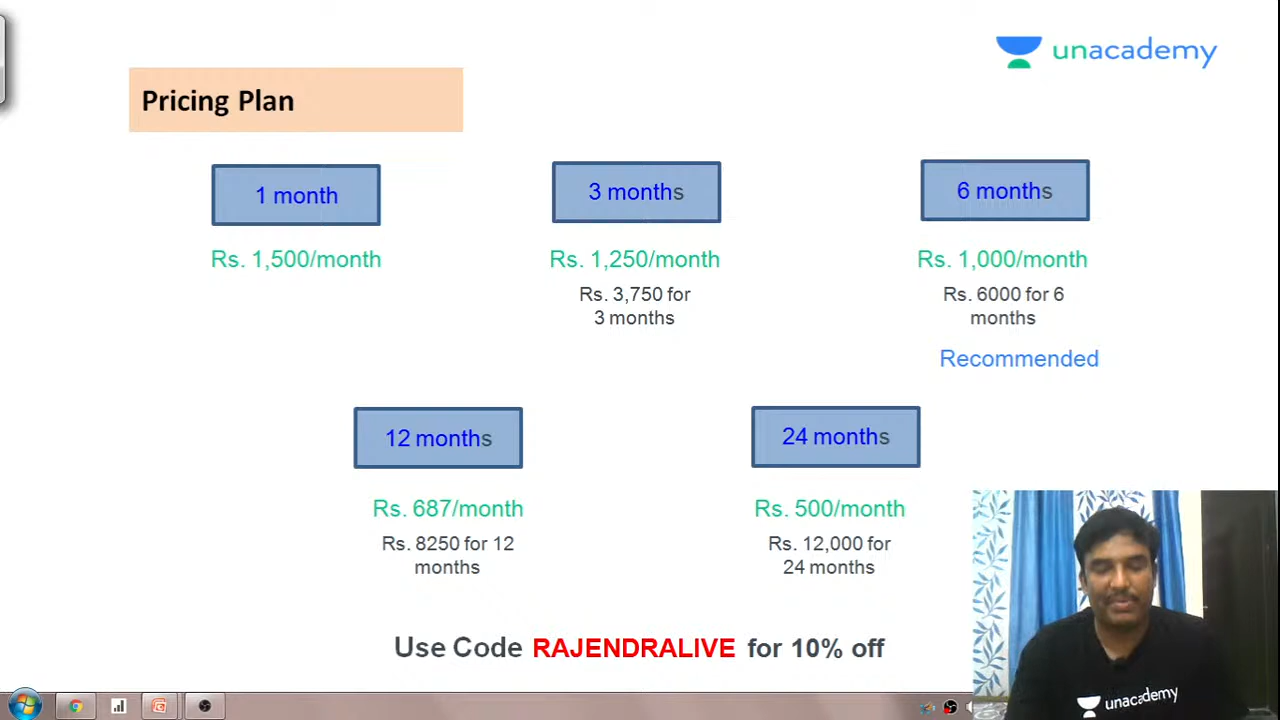 unacademy
Pricing Plan
1 month
3 months
6 months
Rs. 1,500/month
Rs. 1,250/month
Rs. 1,000/month
Rs. 3,750 for
3 months
Rs. 6000 for 6
months
Recommended
12 months
24 months
Rs. 687/month
Rs. 500/month
Rs. 8250 for 12
months
Rs. 12,000 for
24 months
Use Code RAJENDRALIVE for 10% off
unacademy